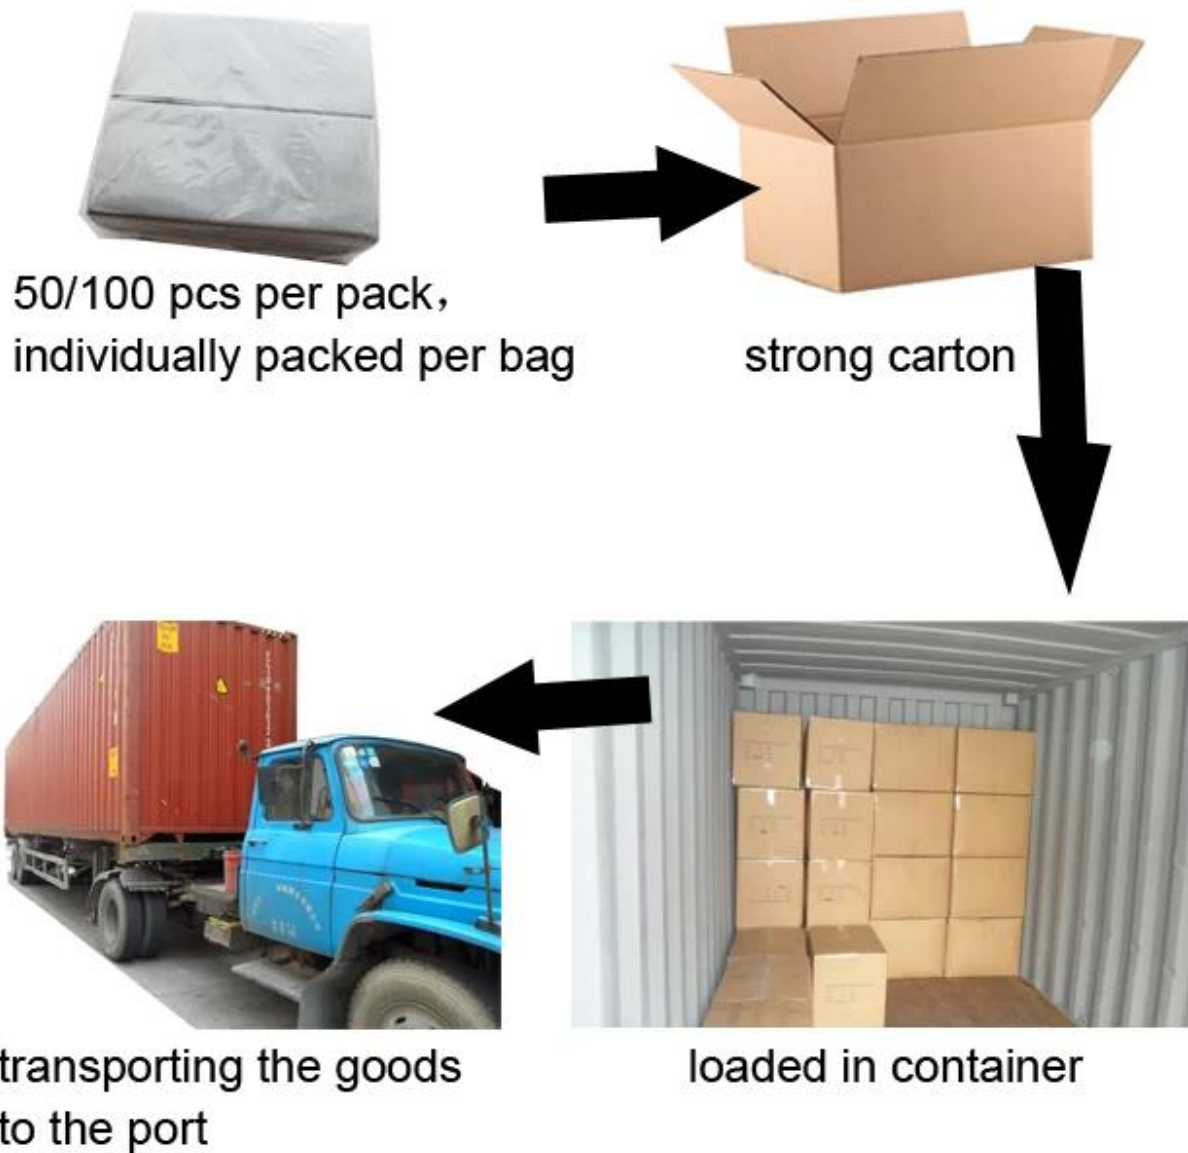 50/100 pcs per pack，
individually packed per bag
strong carton
transporting the goods
to the port
loaded in container